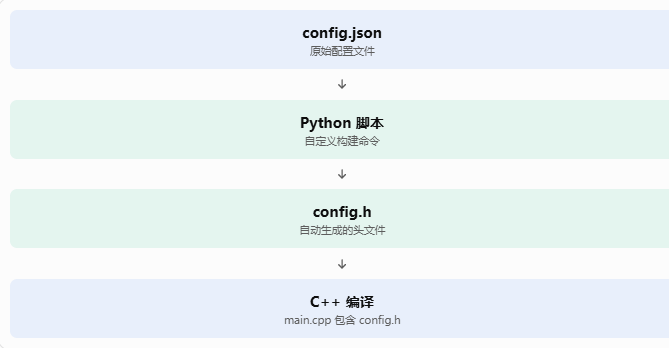 config.json
原始配置文件
↓
Python 脚本
自定义构建命令
↓
config.h
自动生成的头文件
↓
C++ 编译
main.cpp 包含 config.h